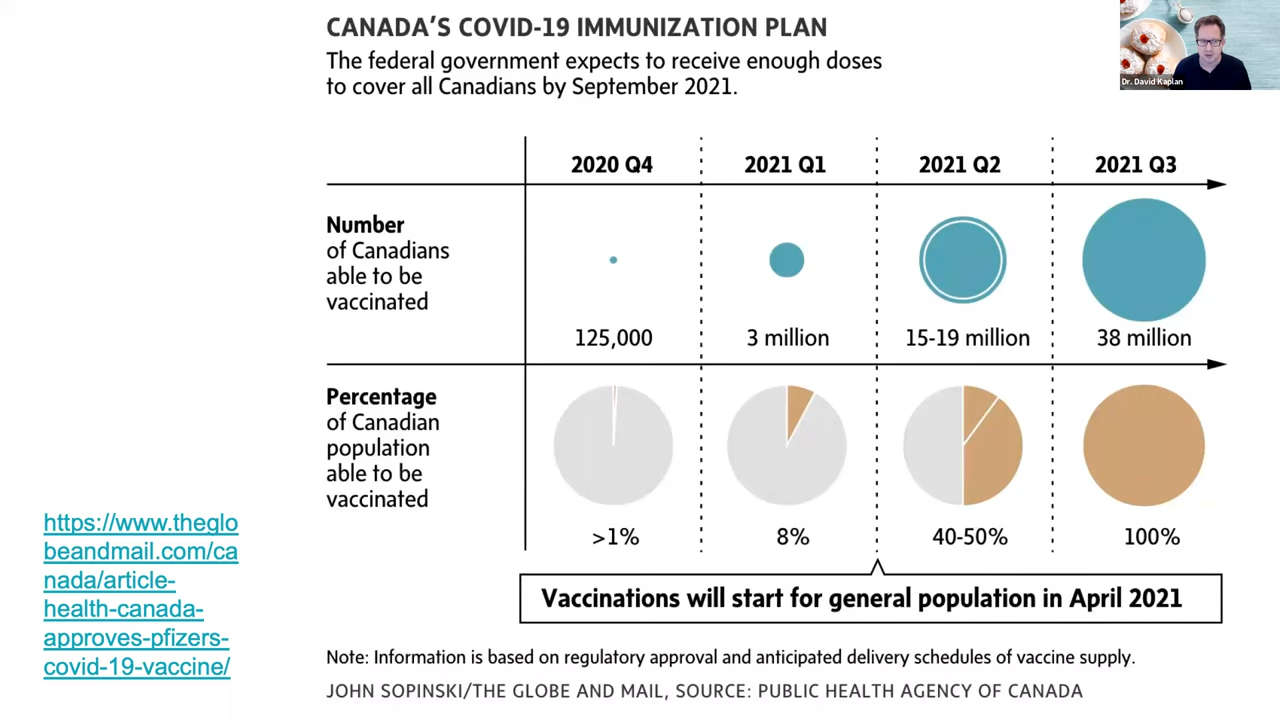 CANADA'S COVID-19 IMMUNIZATION PLAN
The federal government expects to receive enough doses
to cover all Canadians by September 2021.
Dr. David Kaplan
2020 Q4 2021 Q1 2021 Q2 2021 Q3
Number
of Canadians
able to be
vaccinated
125,000 3 million 15-19 million 38 million
Percentage
of Canadian
population
able to be
vaccinated
>1% 8% 40-50% 100%
Vaccinations will start for general population in April 2021
https://www.theglo
beandmail.com/ca
nada/article-
health-canada-
approves-pfizers-
covid-19-vaccine/
Note: Information is based on regulatory approval and anticipated delivery schedules of vaccine supply.
JOHN SOPINSKI/THE GLOBE AND MAIL, SOURCE: PUBLIC HEALTH AGENCY OF CANADA